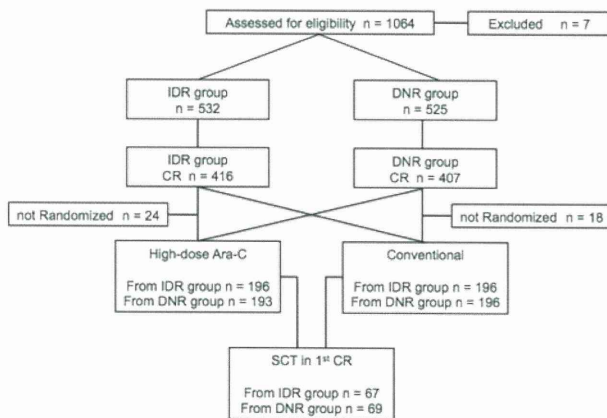 Assessed for eligibility n = 1064
Excluded n = 7
IDR group
n = 532
DNR group
n = 525
IDR group
CR n = 416
DNR group
CR n = 407
not Randomized n = 24
not Randomized n = 18
High-dose Ara-C
From IDR group n = 196
From DNR group n = 193
Conventional
From IDR group n = 196
From DNR group n = 196
SCT in 1st CR
From IDR group n = 67
From DNR group n = 69